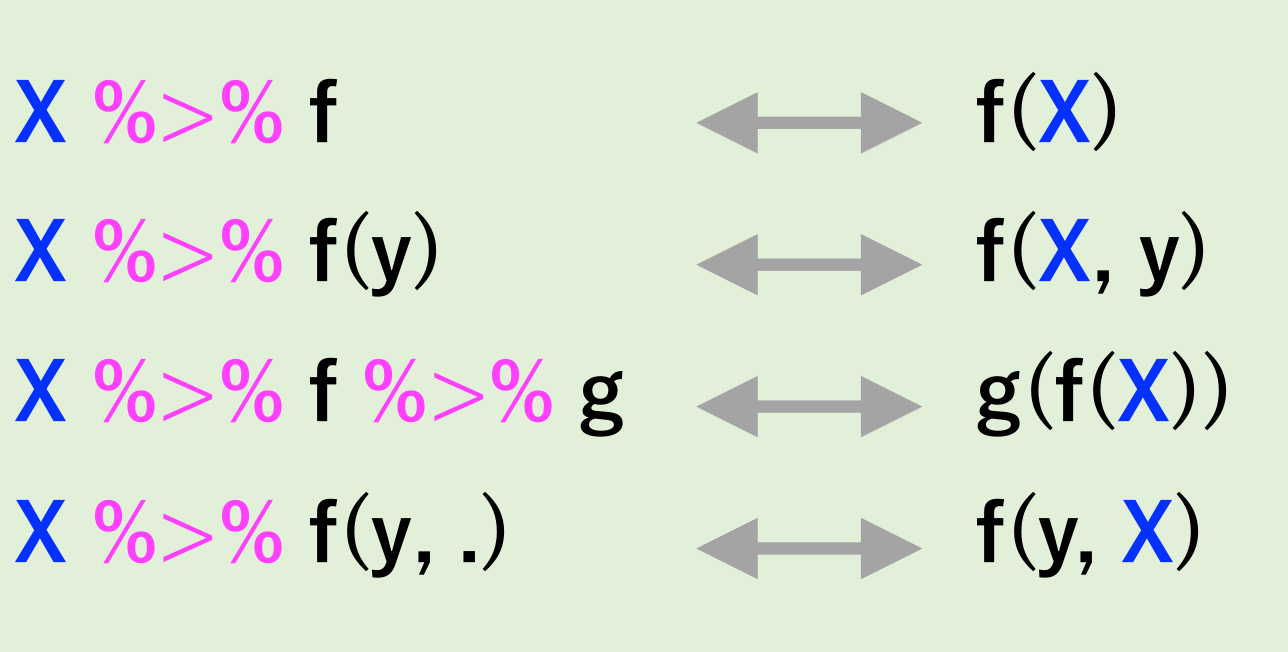 X %>% f f(X)
X %>% f(y) f(X, y)
X %>% f %>% g g(f(X))
X %>% f(y, .) f(y, X)